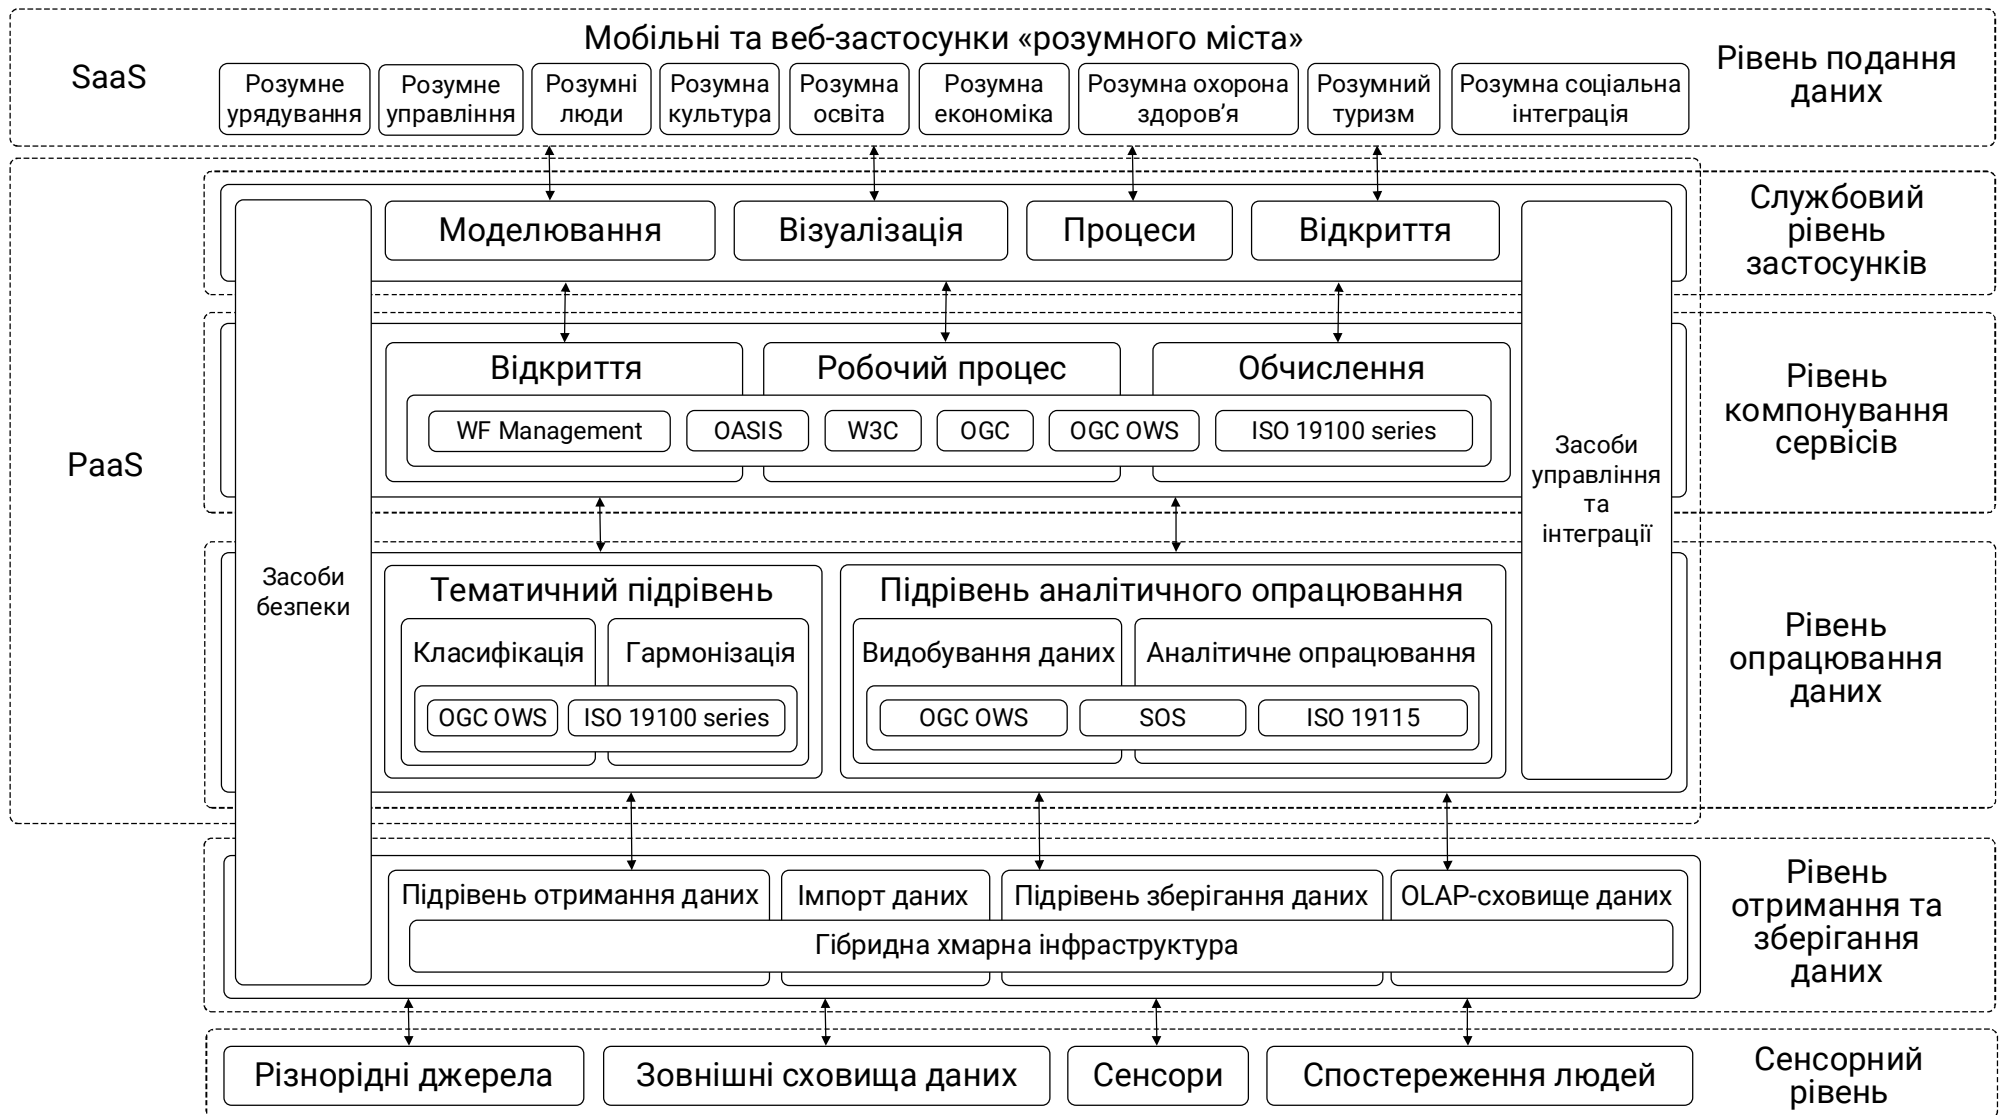 Мобільні та веб-застосунки «розумного міста»
SaaS
Розумне
урядування
Розумне
управління
Розумні
люди
Розумна
культура
Розумна
освіта
Розумна
економіка
Розумна охорона
здоров’я
Розумний
туризм
Розумна соціальна
інтеграція
Рівень подання
даних
PaaS
Засоби
безпеки
Моделювання
Візуалізація
Процеси
Відкриття
Засоби
управління
та
інтеграції
Службовий
рівень
застосунків
Відкриття
Робочий процес
Обчислення
WF Management
OASIS
W3C
OGC
OGC OWS
ISO 19100 series
Рівень
компонування
сервісів
Тематичний підрівень
Класифікація
Гармонізація
OGC OWS
ISO 19100 series
Підрівень аналітичного опрацювання
Видобування даних
Аналітичне опрацювання
OGC OWS
SOS
ISO 19115
Рівень
опрацювання
даних
Підрівень отримання даних
Імпорт даних
Підрівень зберігання даних
OLAP-сховище даних
Гібридна хмарна інфраструктура
Рівень
отримання та
зберігання
даних
Різнорідні джерела
Зовнішні сховища даних
Сенсори
Спостереження людей
Сенсорний
рівень